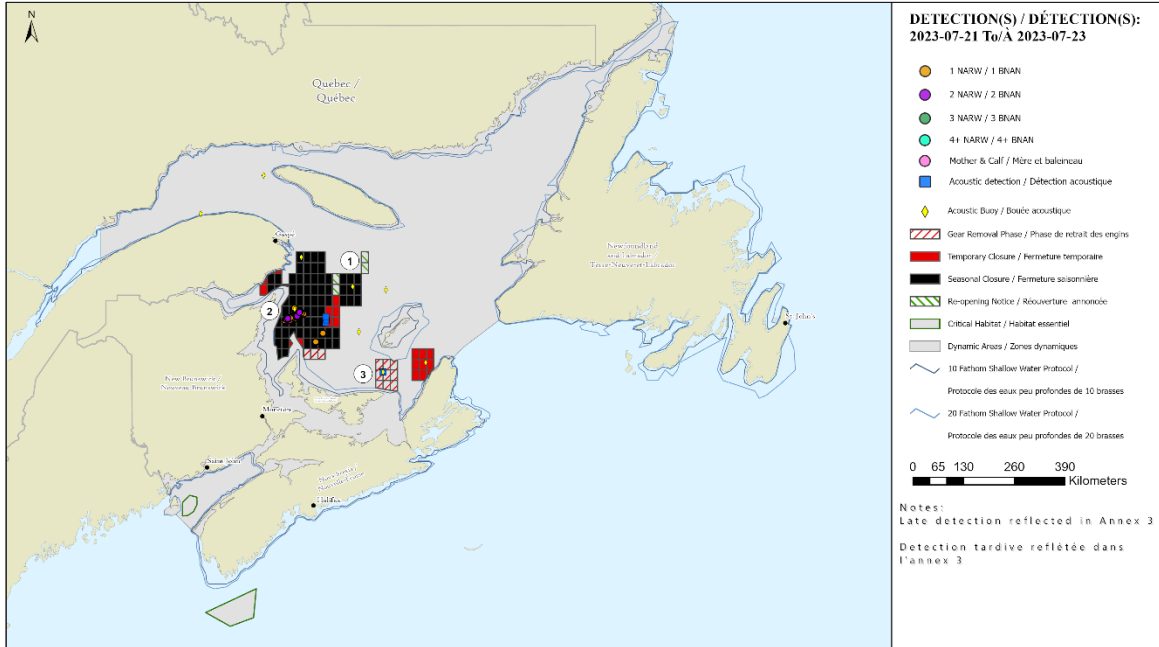 N
Quebec /
Québec
Gaspé
Newfoundland
and Labrador
Terre-Neuve-et-Labrador
St. John's
1
2
3
New Brunswick /
Nouveau-Brunswick
Moncton
Saint John
Nova Scotia /
Nouvelle-Écosse
Halifax
DETECTION(S) / DÉTECTION(S):
2023-07-21 To/À 2023-07-23
1 NARW / 1 BNAN
2 NARW / 2 BNAN
3 NARW / 3 BNAN
4+ NARW / 4+ BNAN
Mother & Calf / Mère et baleineau
Acoustic detection / Détection acoustique
Acoustic Buoy / Bouée acoustique
Gear Removal Phase / Phase de retrait des engins
Temporary Closure / Fermeture temporaire
Seasonal Closure / Fermeture saisonnière
Re-opening Notice / Réouverture annoncée
Critical Habitat / Habitat essentiel
Dynamic Areas / Zones dynamiques
10 Fathom Shallow Water Protocol /
Protocole des eaux peu profondes de 10 brasses
20 Fathom Shallow Water Protocol /
Protocole des eaux peu profondes de 20 brasses
0 65 130 260 390
Kilometers
Notes:
Late detection reflected in Annex 3
Detection tardive reflétée dans
l'annex 3